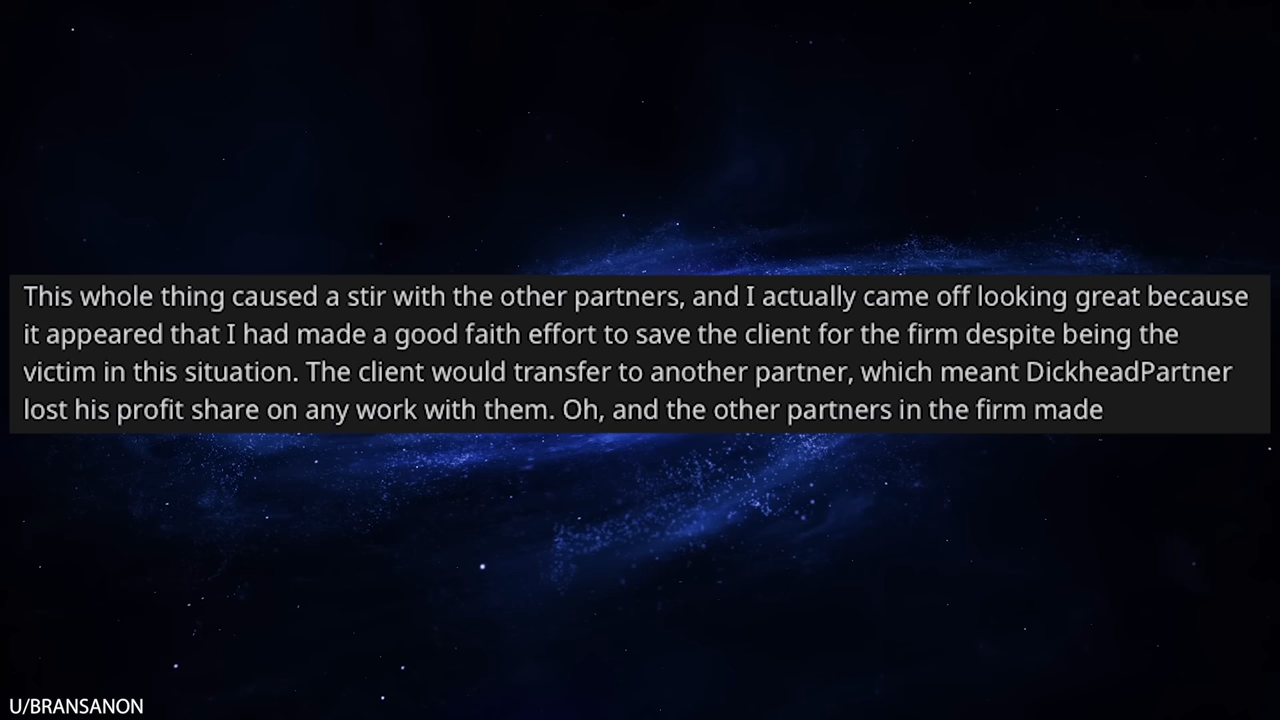 This whole thing caused a stir with the other partners, and I actually came off looking great because
it appeared that I had made a good faith effort to save the client for the firm despite being the
victim in this situation. The client would transfer to another partner, which meant DickheadPartner
lost his profit share on any work with them. Oh, and the other partners in the firm made
U/BRANSANON